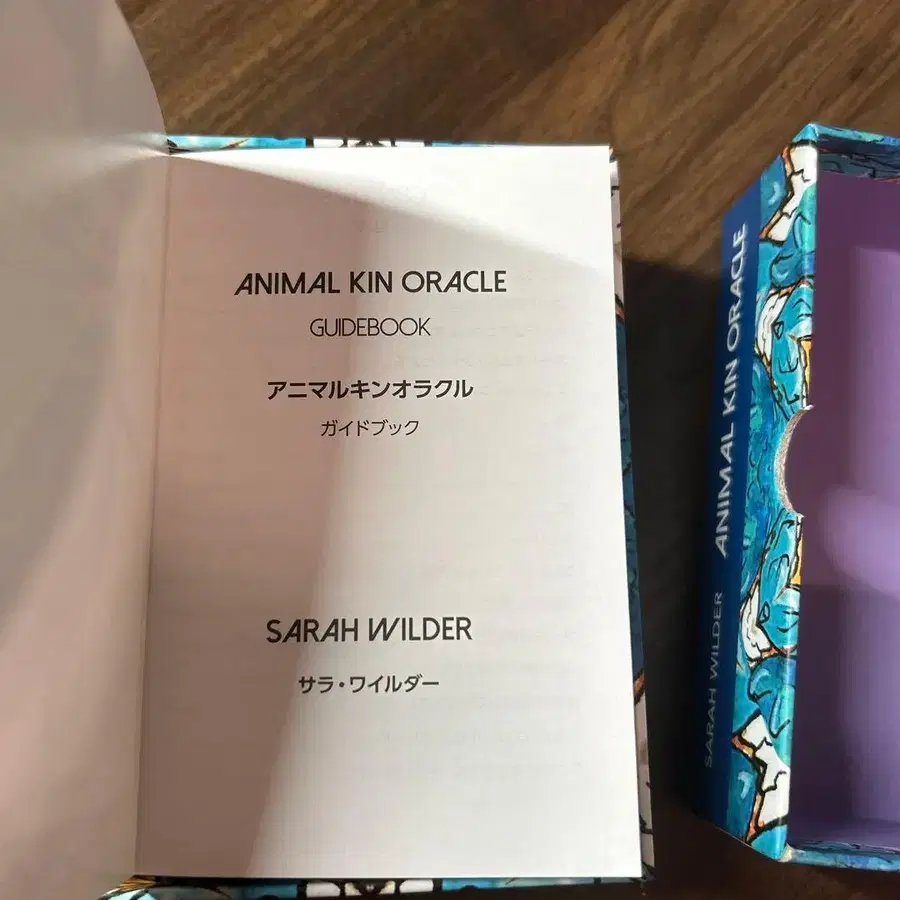 ANIMAL KIN ORACLE
GUIDEBOOK
アニマルキンオラクル
ガイドブック
SARAH WILDER
サラ・ワイルダー
SARAH WILDER ANIMAL KIN ORACLE